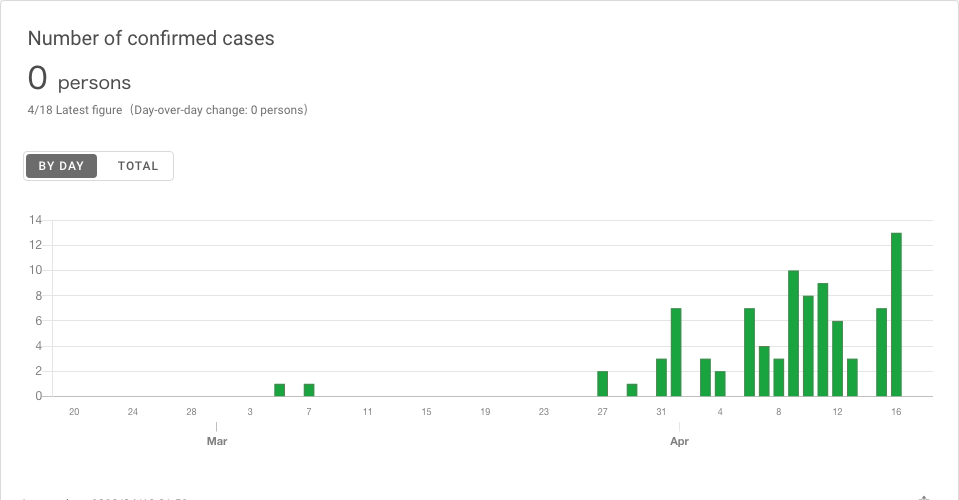 Number of confirmed cases
0 persons
4/18 Latest figure (Day-over-day change: 0 persons)
BY DAY TOTAL
14
12
10
8
6
4
2
0
20 24 28 3 7 11 15 19 23 27 31 4 8 12 16
Mar Apr